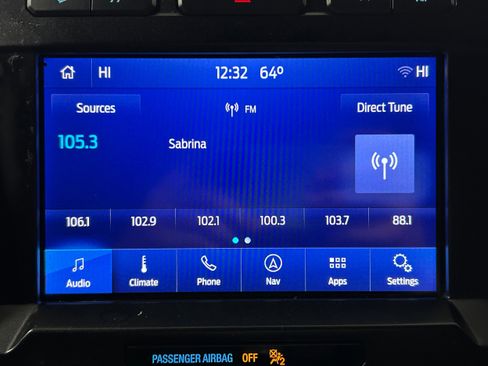 HI 12:32 64° HI
Sources FM Direct Tune
105.3 Sabrina
106.1 102.9 102.1 100.3 103.7 88.1
Audio Climate Phone Nav Apps Settings
PASSENGER AIRBAG OFF 2